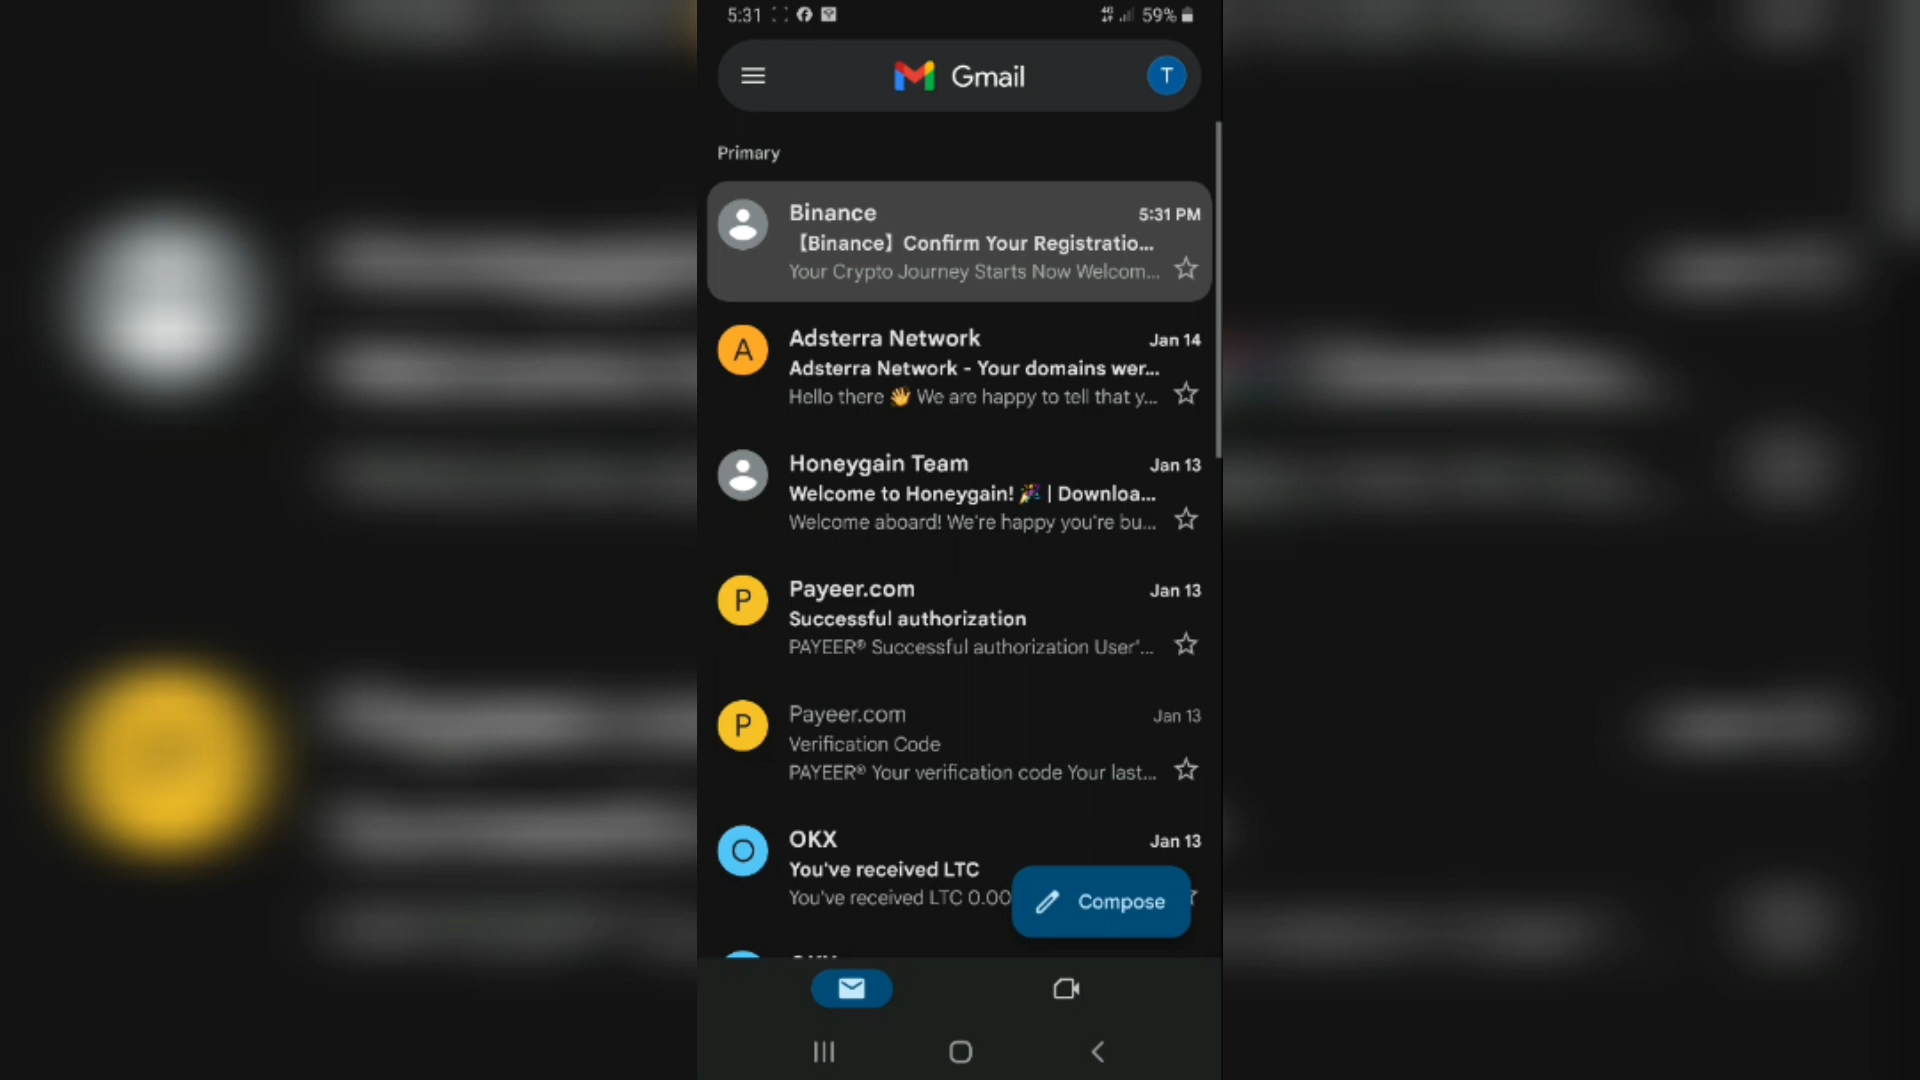 5:31
59%
Gmail
T
Primary
Binance
5:31 PM
【Binance】Confirm Your Registratio...
Your Crypto Journey Starts Now Welcom...
A
Adsterra Network
Jan 14
Adsterra Network - Your domains wer...
Hello there 👋 We are happy to tell that y...
Honeygain Team
Jan 13
Welcome to Honeygain! 🎉 | Downloa...
Welcome aboard! We're happy you're bu...
P
Payeer.com
Jan 13
Successful authorization
PAYEER® Successful authorization User'...
P
Payeer.com
Jan 13
Verification Code
PAYEER® Your verification code Your last...
O
OKX
Jan 13
You've received LTC
You've received LTC 0.00
Compose